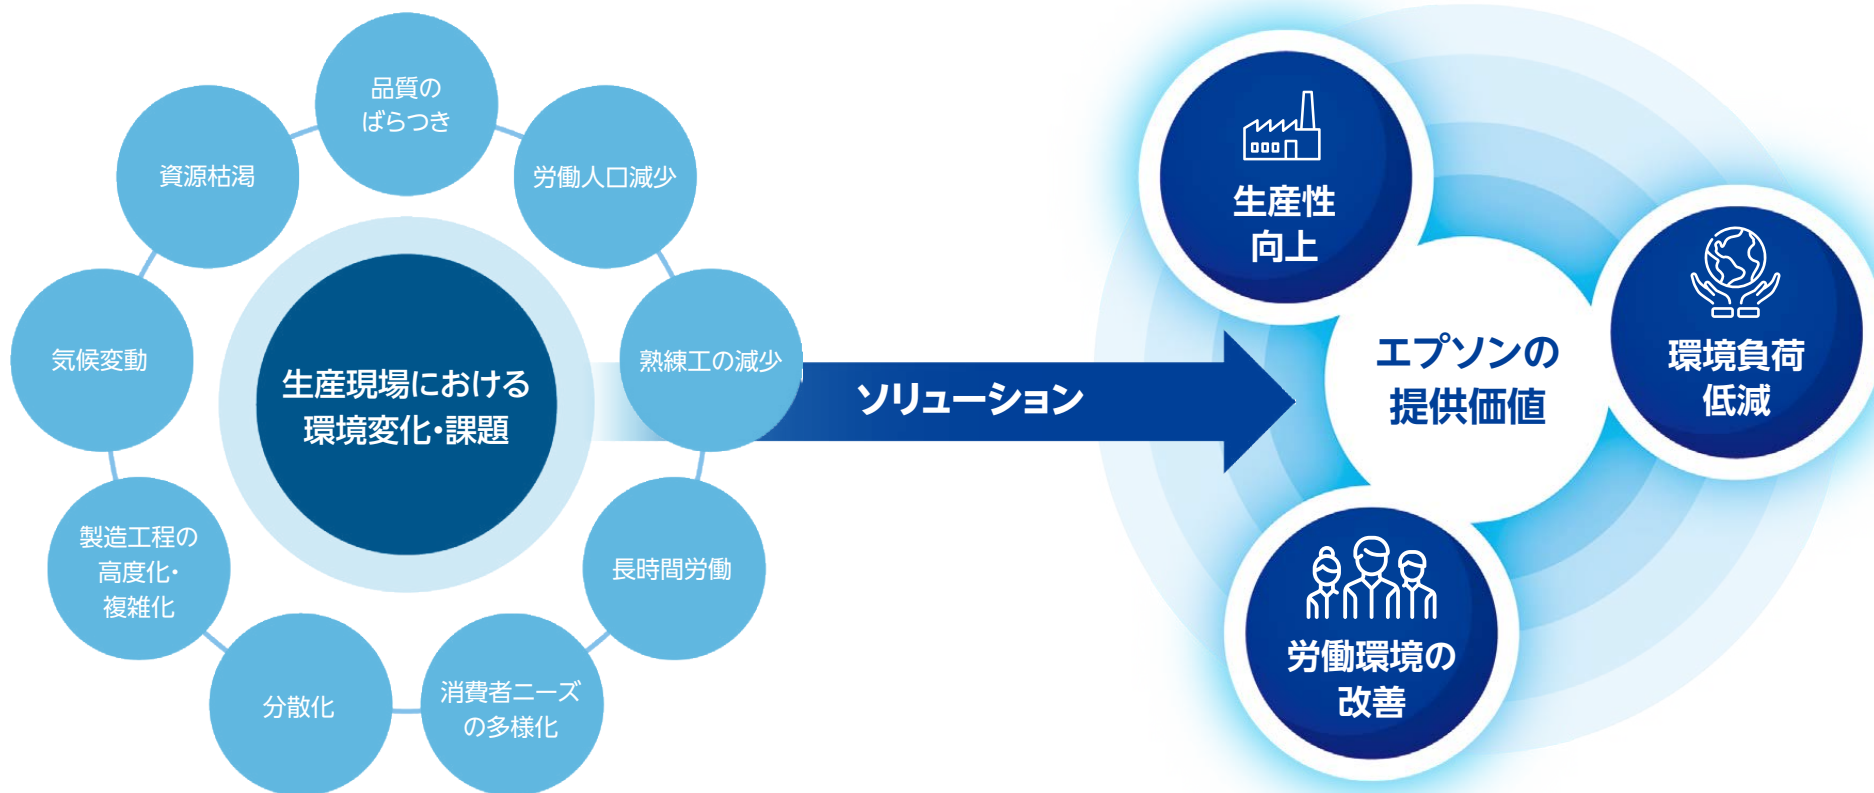 品質の
ばらつき
労働人口減少
熟練工の減少
長時間労働
消費者ニーズ
の多様化
分散化
製造工程の
高度化・
複雑化
気候変動
資源枯渇
生産現場における
環境変化・課題
ソリューション
エプソンの
提供価値
生産性
向上
環境負荷
低減
労働環境の
改善